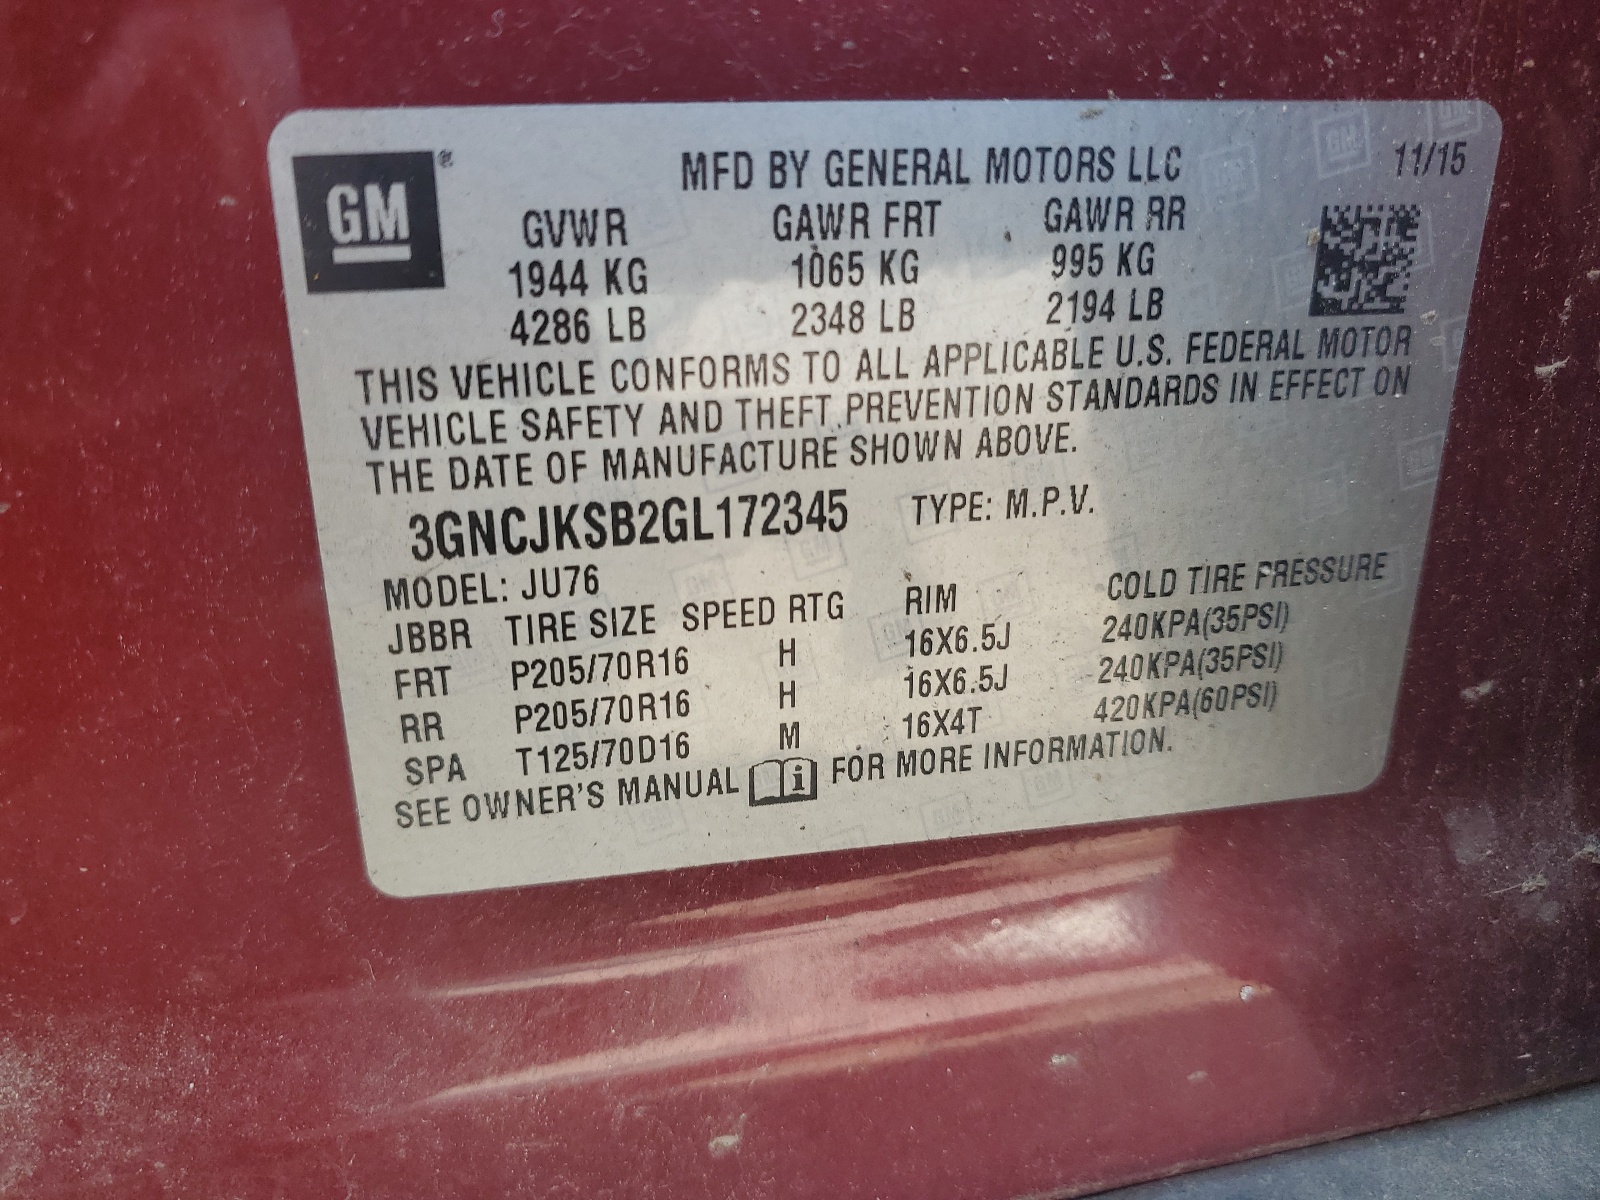 GM®
MFD BY GENERAL MOTORS LLC 11/15
GVWR GAWR FRT GAWR RR
1944 KG 1065 KG 995 KG
4286 LB 2348 LB 2194 LB
THIS VEHICLE CONFORMS TO ALL APPLICABLE U.S. FEDERAL MOTOR
VEHICLE SAFETY AND THEFT PREVENTION STANDARDS IN EFFECT ON
THE DATE OF MANUFACTURE SHOWN ABOVE.
3GNCJKSB2GL172345 TYPE: M.P.V.
MODEL: JU76
JBBR TIRE SIZE SPEED RTG RIM COLD TIRE PRESSURE
FRT P205/70R16 H 16X6.5J 240KPA(35PSI)
RR P205/70R16 H 16X6.5J 240KPA(35PSI)
SPA T125/70D16 M 16X4T 420KPA(60PSI)
SEE OWNER'S MANUAL i FOR MORE INFORMATION.